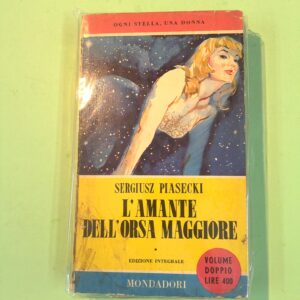 OGNI STELLA, UNA DONNA
SERGIUSZ PIASECKI
L'AMANTE
DELL'ORSA MAGGIORE
EDIZIONE INTEGRALE
VOLUME
DOPPIO
LIRE 400
MONDADORI